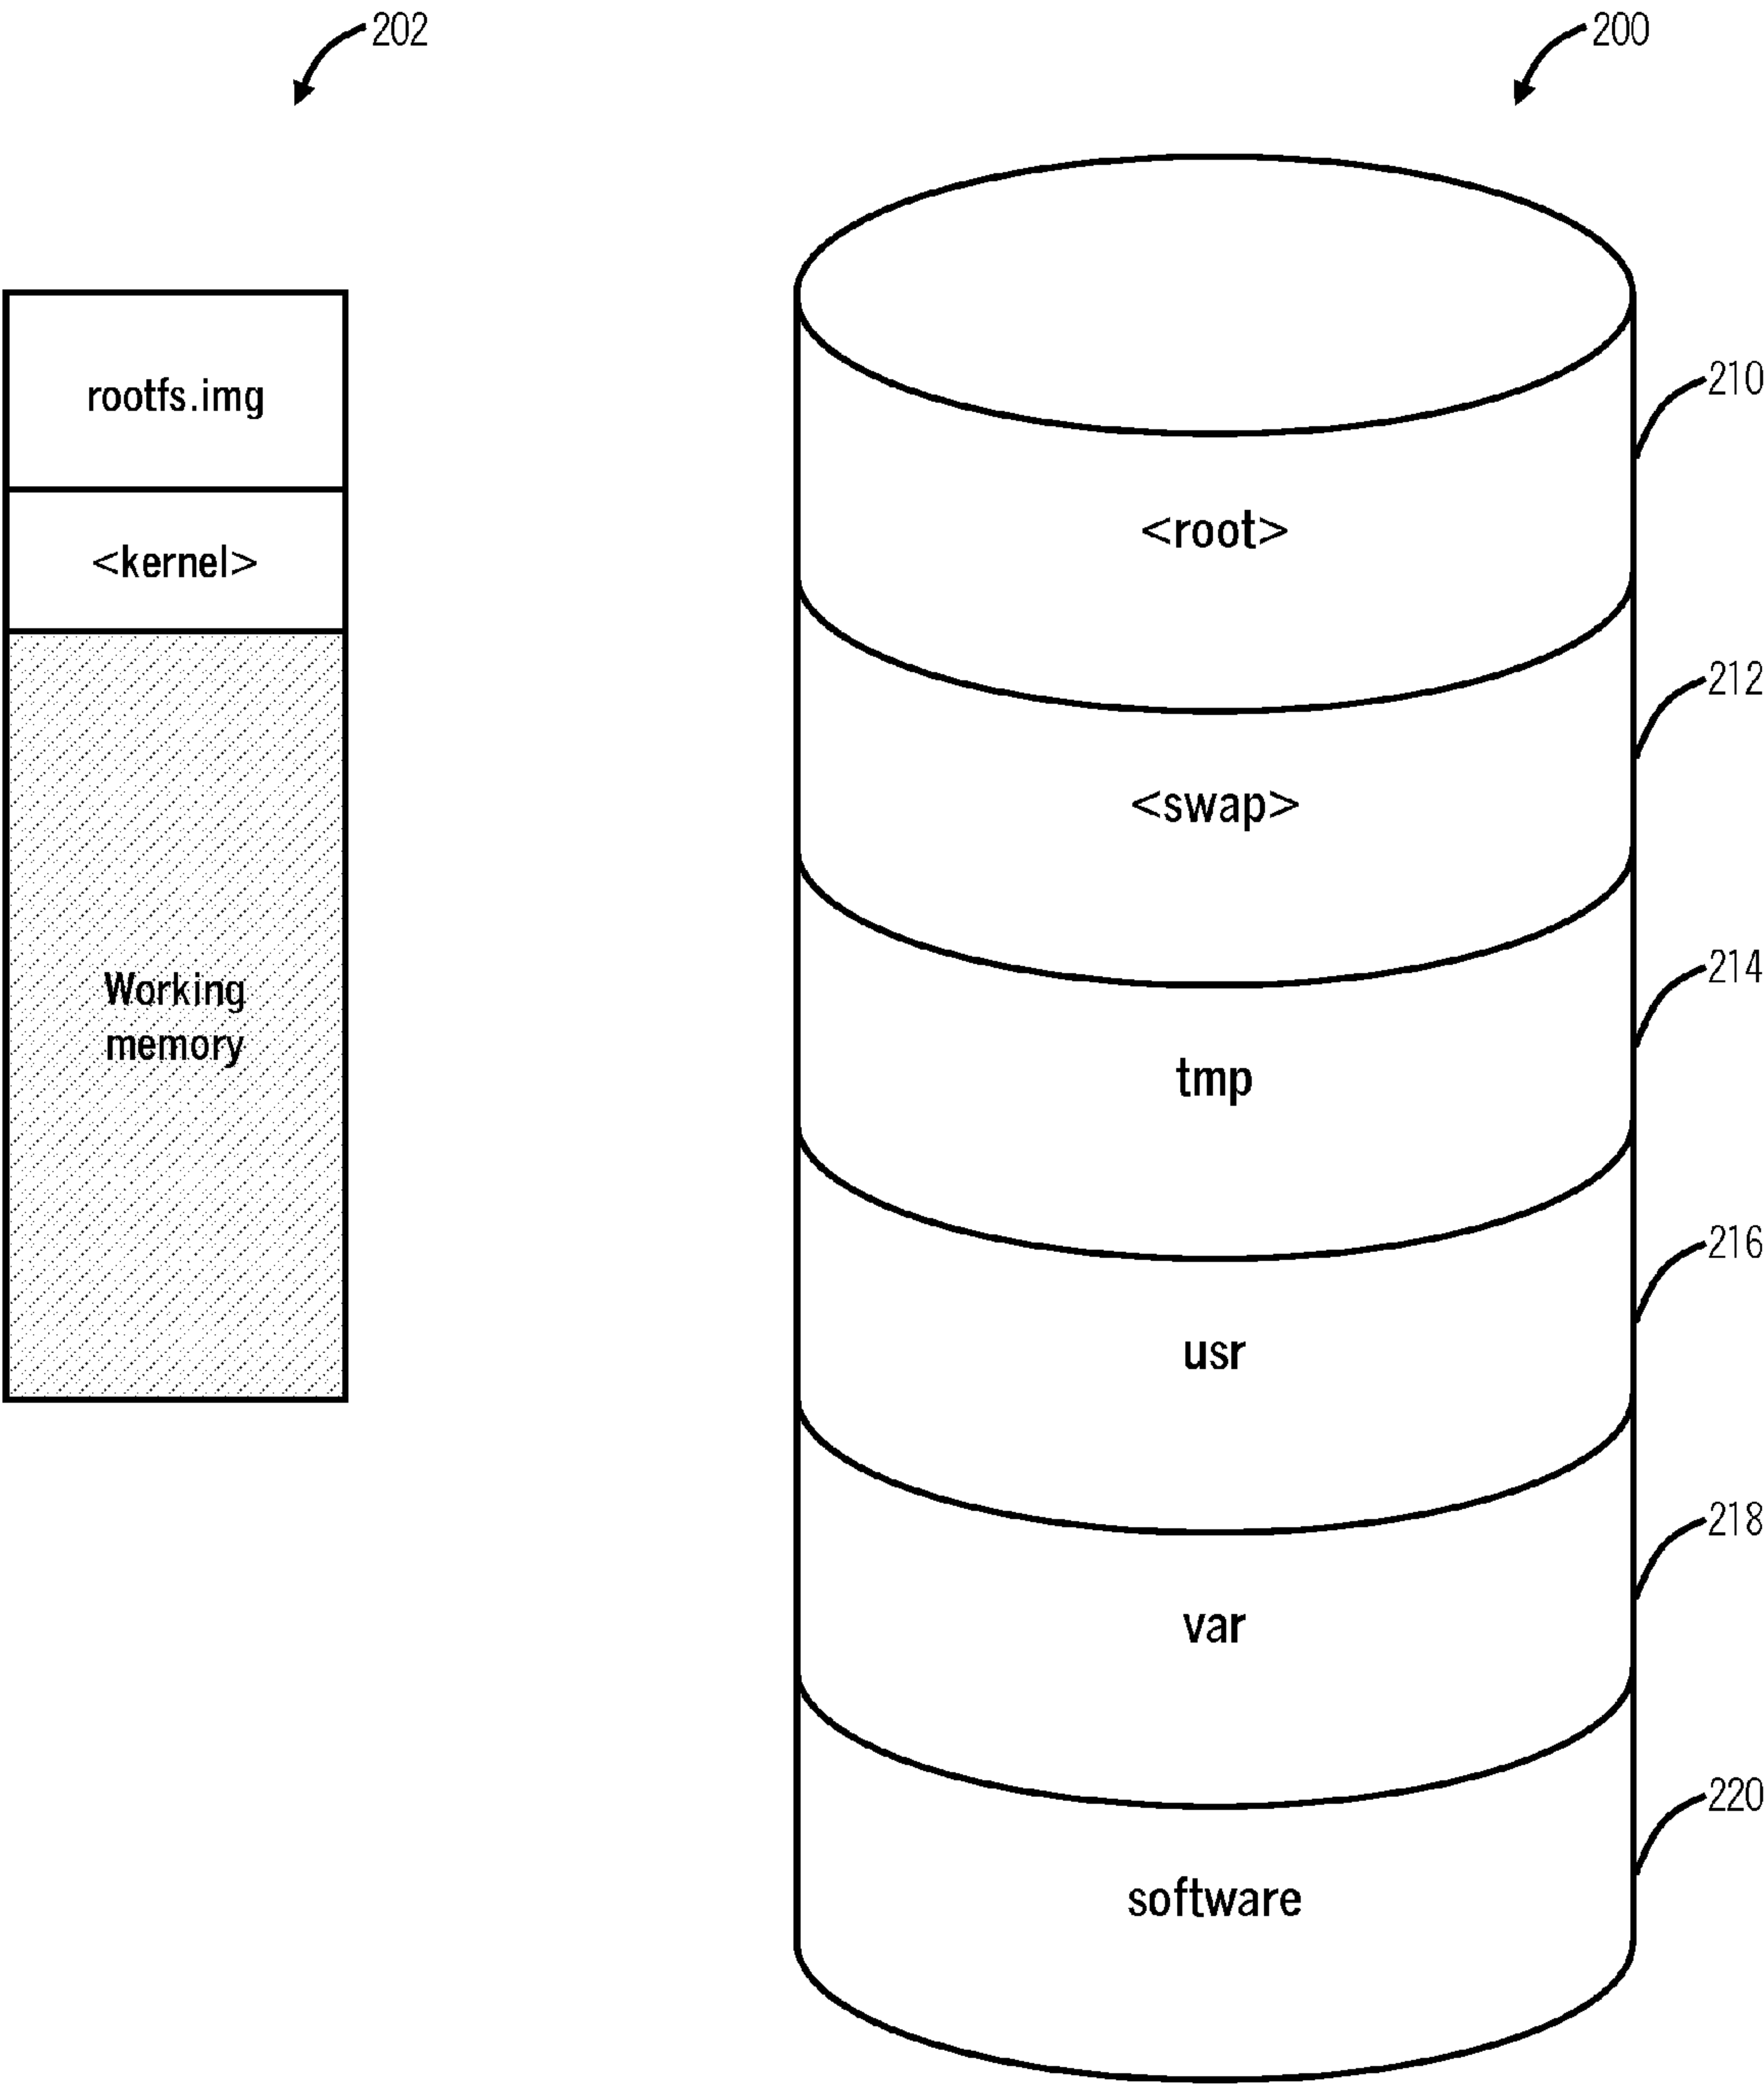 202
200
rootfs.img
<kernel>
Working
memory
210
<root>
212
<swap>
214
tmp
216
usr
218
var
220
software